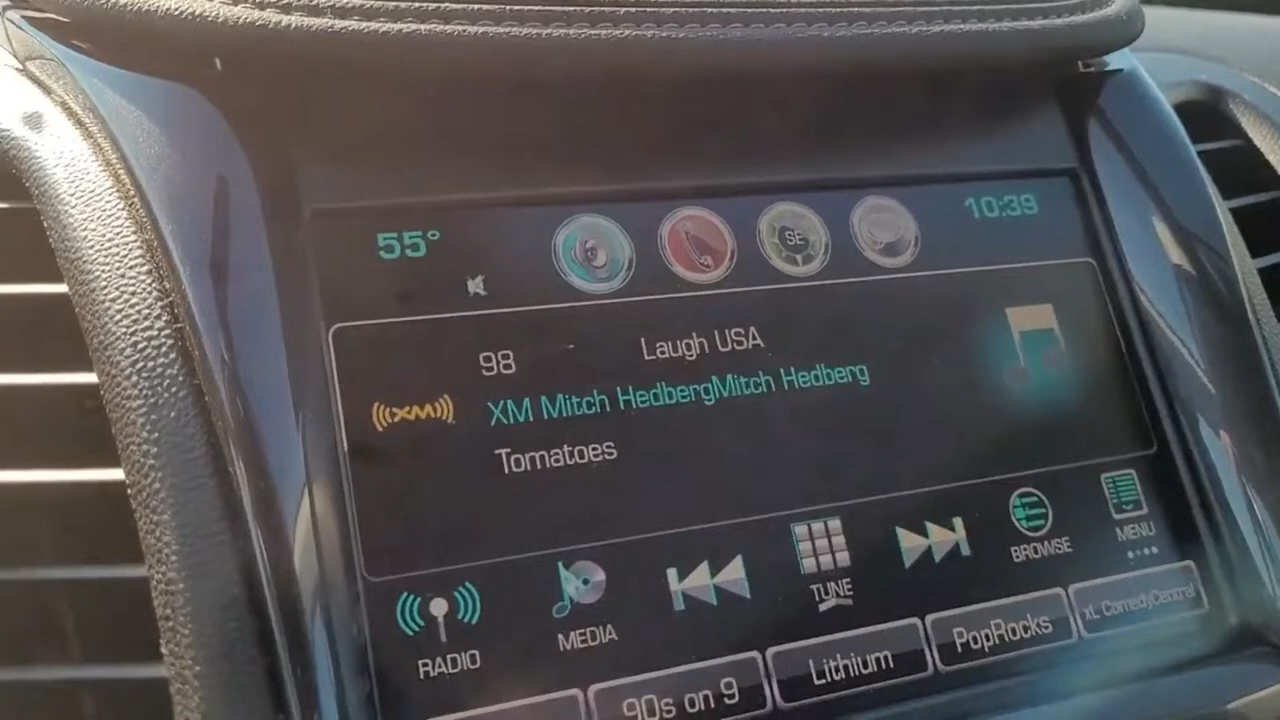 55°
SE
10:39
98 Laugh USA
((XM))
XM Mitch HedbergMitch Hedberg
Tomatoes
RADIO
MEDIA
TUNE
BROWSE
MENU
90s on 9
Lithium
PopRocks
xL ComedyCentral